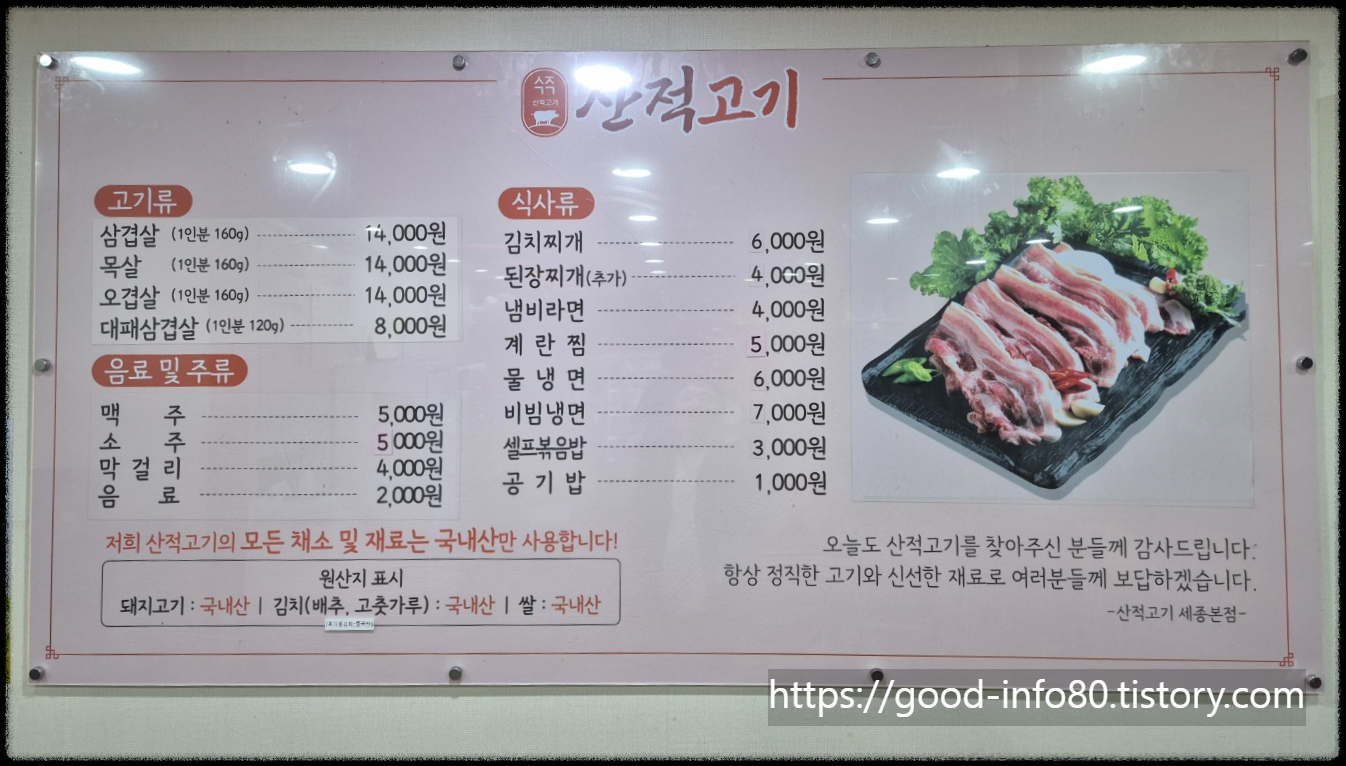 산적고기
산적고기
고기류
삼겹살 (1인분 160g) 14,000원
목살 (1인분 160g) 14,000원
오겹살 (1인분 160g) 14,000원
대패삼겹살 (1인분 120g) 8,000원
음료 및 주류
맥 주 5,000원
소 주 5,000원
막 걸 리 4,000원
음 료 2,000원
식사류
김치찌개 6,000원
된장찌개(추가) 4,000원
냄비라면 4,000원
계 란 찜 5,000원
물 냉 면 6,000원
비빔냉면 7,000원
셀프볶음밥 3,000원
공 기 밥 1,000원
저희 산적고기의 모든 채소 및 재료는 국내산만 사용합니다!
원산지 표시
돼지고기 : 국내산 | 김치(배추, 고춧가루) : 국내산 | 쌀 : 국내산
오늘도 산적고기를 찾아주신 분들께 감사드립니다.
항상 정직한 고기와 신선한 재료로 여러분들께 보답하겠습니다.
-산적고기 세종본점-
https://good-info80.tistory.com